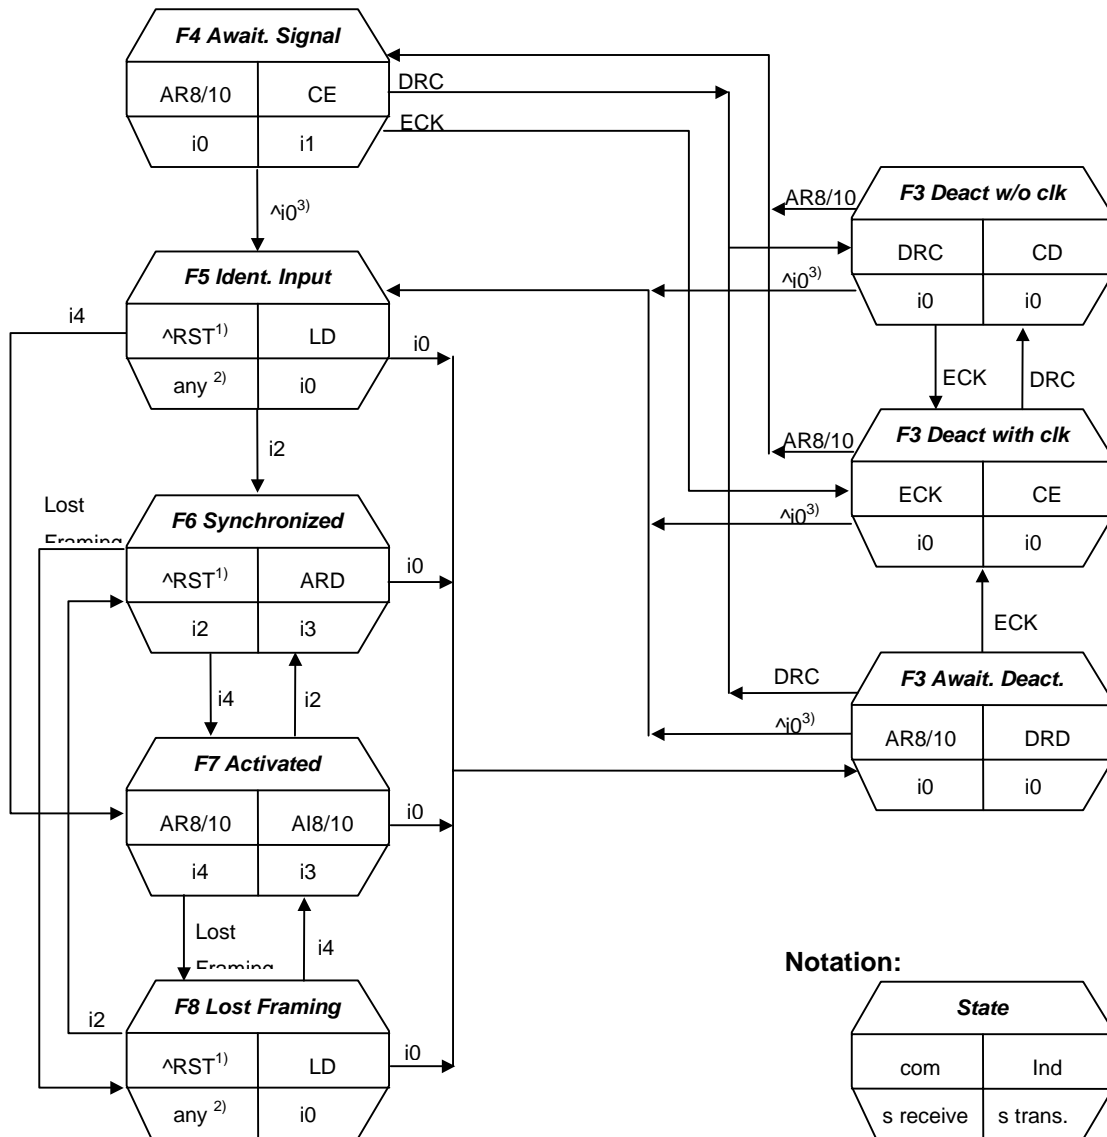 F4 Await. Signal
AR8/10 CE
i0 i1
DRC
ECK
^i0³⁾
F5 Ident. Input
^RST¹⁾ LD
any ²⁾ i0
i4
i0
i2
Lost
Framing
F6 Synchronized
^RST¹⁾ ARD
i2 i3
i0
i4
i2
F7 Activated
AR8/10 AI8/10
i4 i3
i0
Lost
Framing
i4
F8 Lost Framing
^RST¹⁾ LD
any ²⁾ i0
i2
i0
F3 Deact w/o clk
DRC CD
i0 i0
AR8/10
^i0³⁾
ECK
DRC
F3 Deact with clk
ECK CE
i0 i0
AR8/10
^i0³⁾
ECK
F3 Await. Deact.
AR8/10 DRD
i0 i0
DRC
^i0³⁾
Notation:
State
com Ind
s receive s trans.